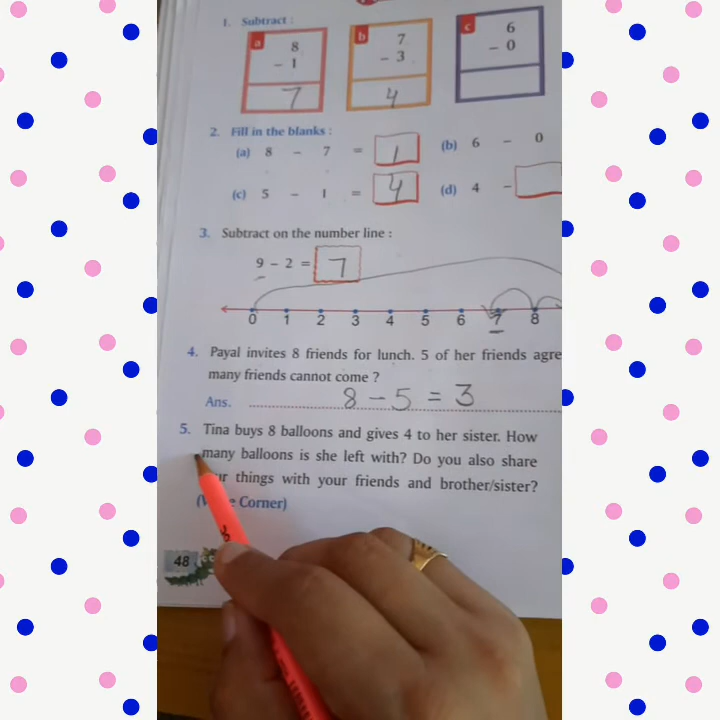 1. Subtract :
a 8 b 7 c 6
- 1 - 3 - 0
7 4
2. Fill in the blanks :
(a) 8 - 7 = 1 (b) 6 - 0
(c) 5 - 1 = 4 (d) 4 -
3. Subtract on the number line :
9 - 2 = 7
0 1 2 3 4 5 6 7 8
4. Payal invites 8 friends for lunch. 5 of her friends agre
many friends cannot come ?
Ans. 8 - 5 = 3
5. Tina buys 8 balloons and gives 4 to her sister. How
many balloons is she left with? Do you also share
things with your friends and brother/sister?
Corner)
48